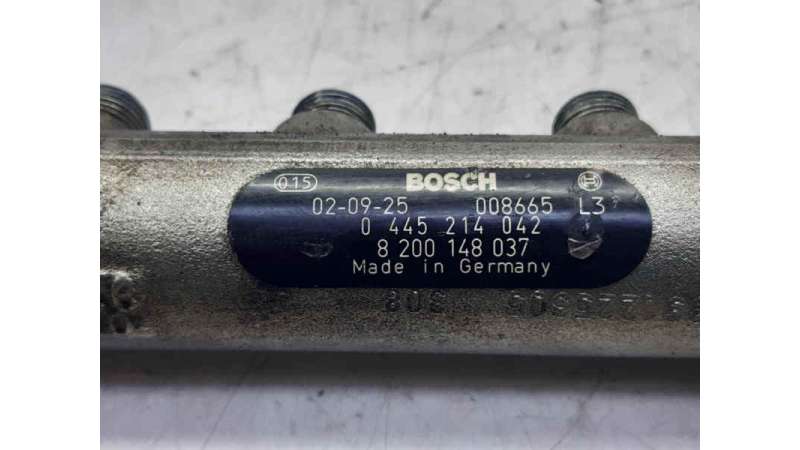 015 BOSCH
02-09-25 008665 L3
0 445 214 042
8 200 148 037
Made in Germany